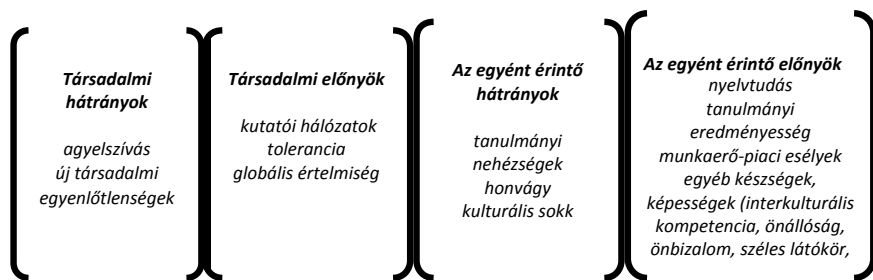 Társadalmi
hátrányok
agyelszívás
új társadalmi
egyenlőtlenségek
Társadalmi előnyök
kutatói hálózatok
tolerancia
globális értelmiség
Az egyént érintő
hátrányok
tanulmányi
nehézségek
honvágy
kulturális sokk
Az egyént érintő előnyök
nyelvtudás
tanulmányi
eredményesség
munkaerő-piaci esélyek
egyéb készségek,
képességek (interkulturális
kompetencia, önállóság,
önbizalom, széles látókör,